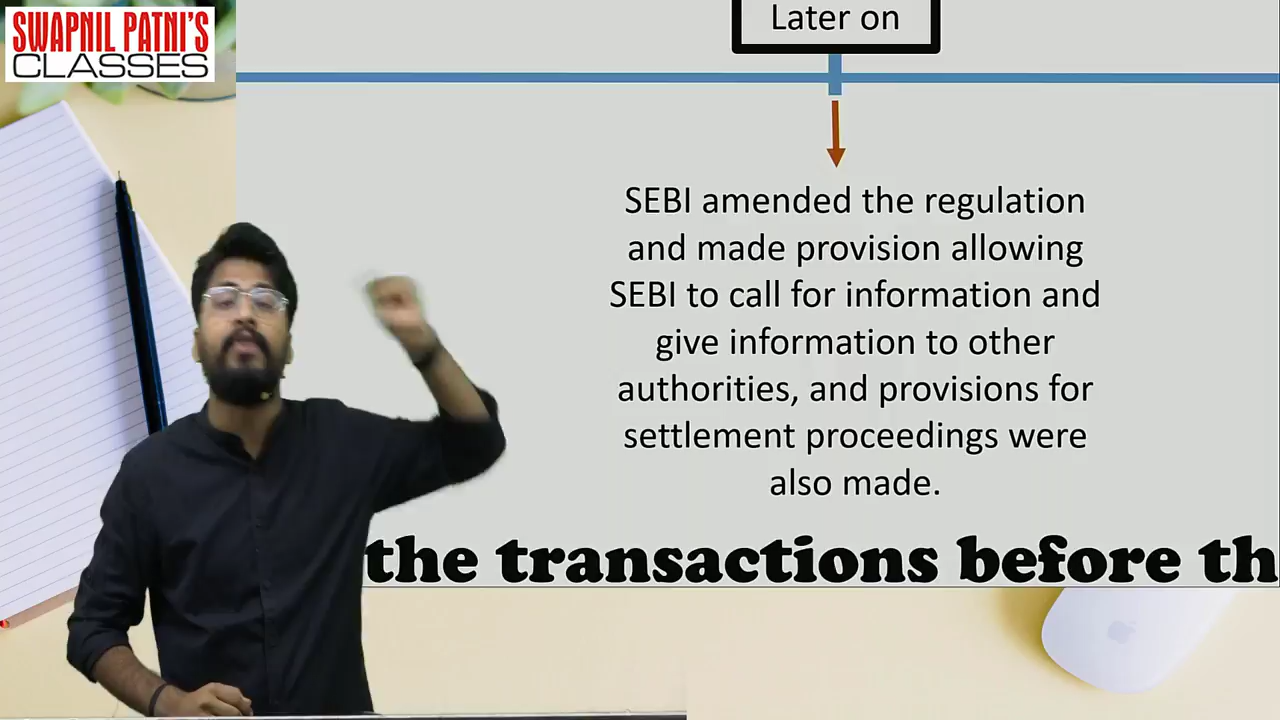 SWAPNIL PATNI'S
CLASSES
Later on
SEBI amended the regulation
and made provision allowing
SEBI to call for information and
give information to other
authorities, and provisions for
settlement proceedings were
also made.
the transactions before th